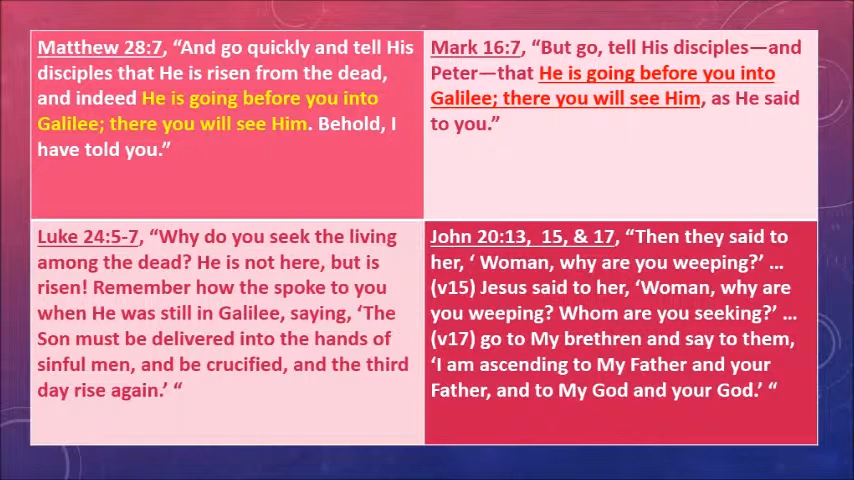 Matthew 28:7, “And go quickly and tell His
disciples that He is risen from the dead,
and indeed He is going before you into
Galilee; there you will see Him. Behold, I
have told you.”
Mark 16:7, “But go, tell His disciples—and
Peter—that He is going before you into
Galilee; there you will see Him, as He said
to you.”
Luke 24:5-7, “Why do you seek the living
among the dead? He is not here, but is
risen! Remember how the spoke to you
when He was still in Galilee, saying, ‘The
Son must be delivered into the hands of
sinful men, and be crucified, and the third
day rise again.’ “
John 20:13,  15, & 17, “Then they said to
her, ‘ Woman, why are you weeping?’ …
(v15) Jesus said to her, ‘Woman, why are
you weeping? Whom are you seeking?’ …
(v17) go to My brethren and say to them,
‘I am ascending to My Father and your
Father, and to My God and your God.’ “